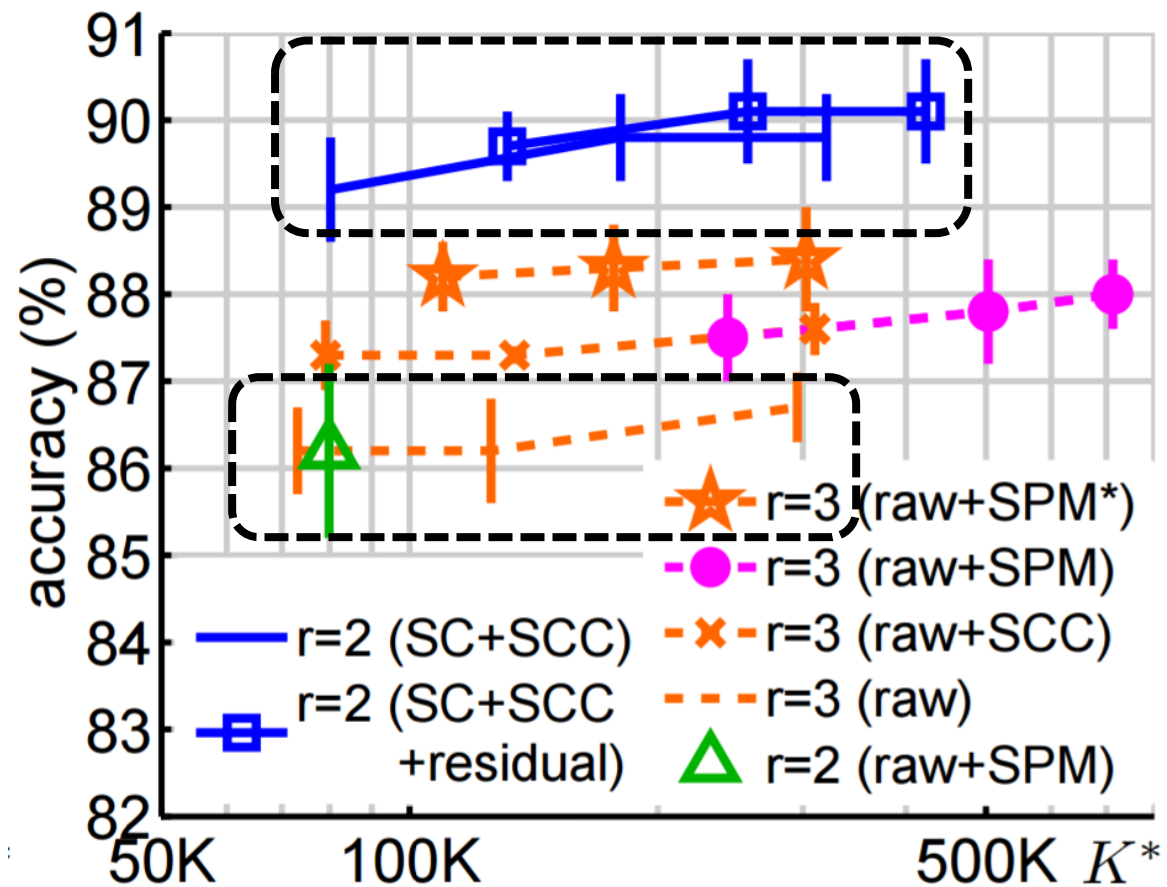 91
90
89
88
87
86
85
84
83
82
accuracy (%)
50K 100K 500K K*
r=2 (SC+SCC)
r=2 (SC+SCC
+residual)
r=3 (raw+SPM*)
r=3 (raw+SPM)
r=3 (raw+SCC)
r=3 (raw)
r=2 (raw+SPM)